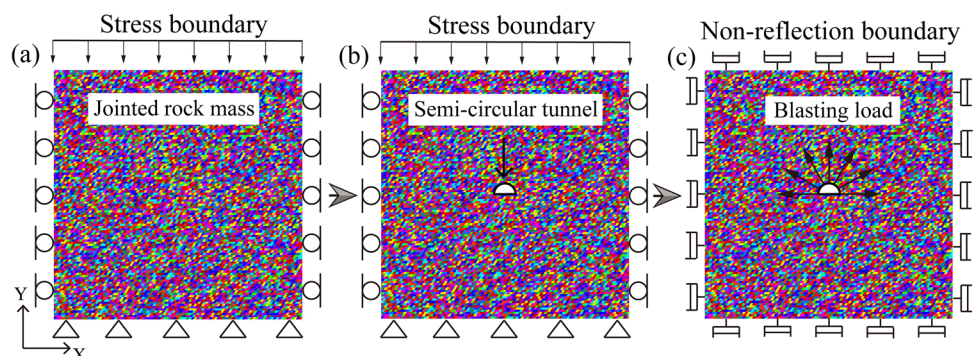 Stress boundary
Stress boundary
Non-reflection boundary
(a)
(b)
(c)
Jointed rock mass
Semi-circular tunnel
Blasting load
Y
X